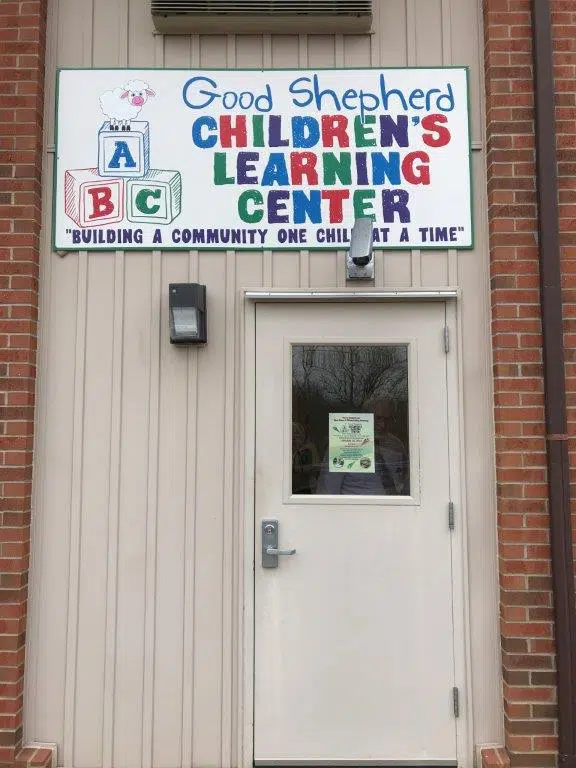 Good Shepherd
CHILDREN'S
LEARNING
CENTER
A
B C
"BUILDING A COMMUNITY ONE CHILD AT A TIME"